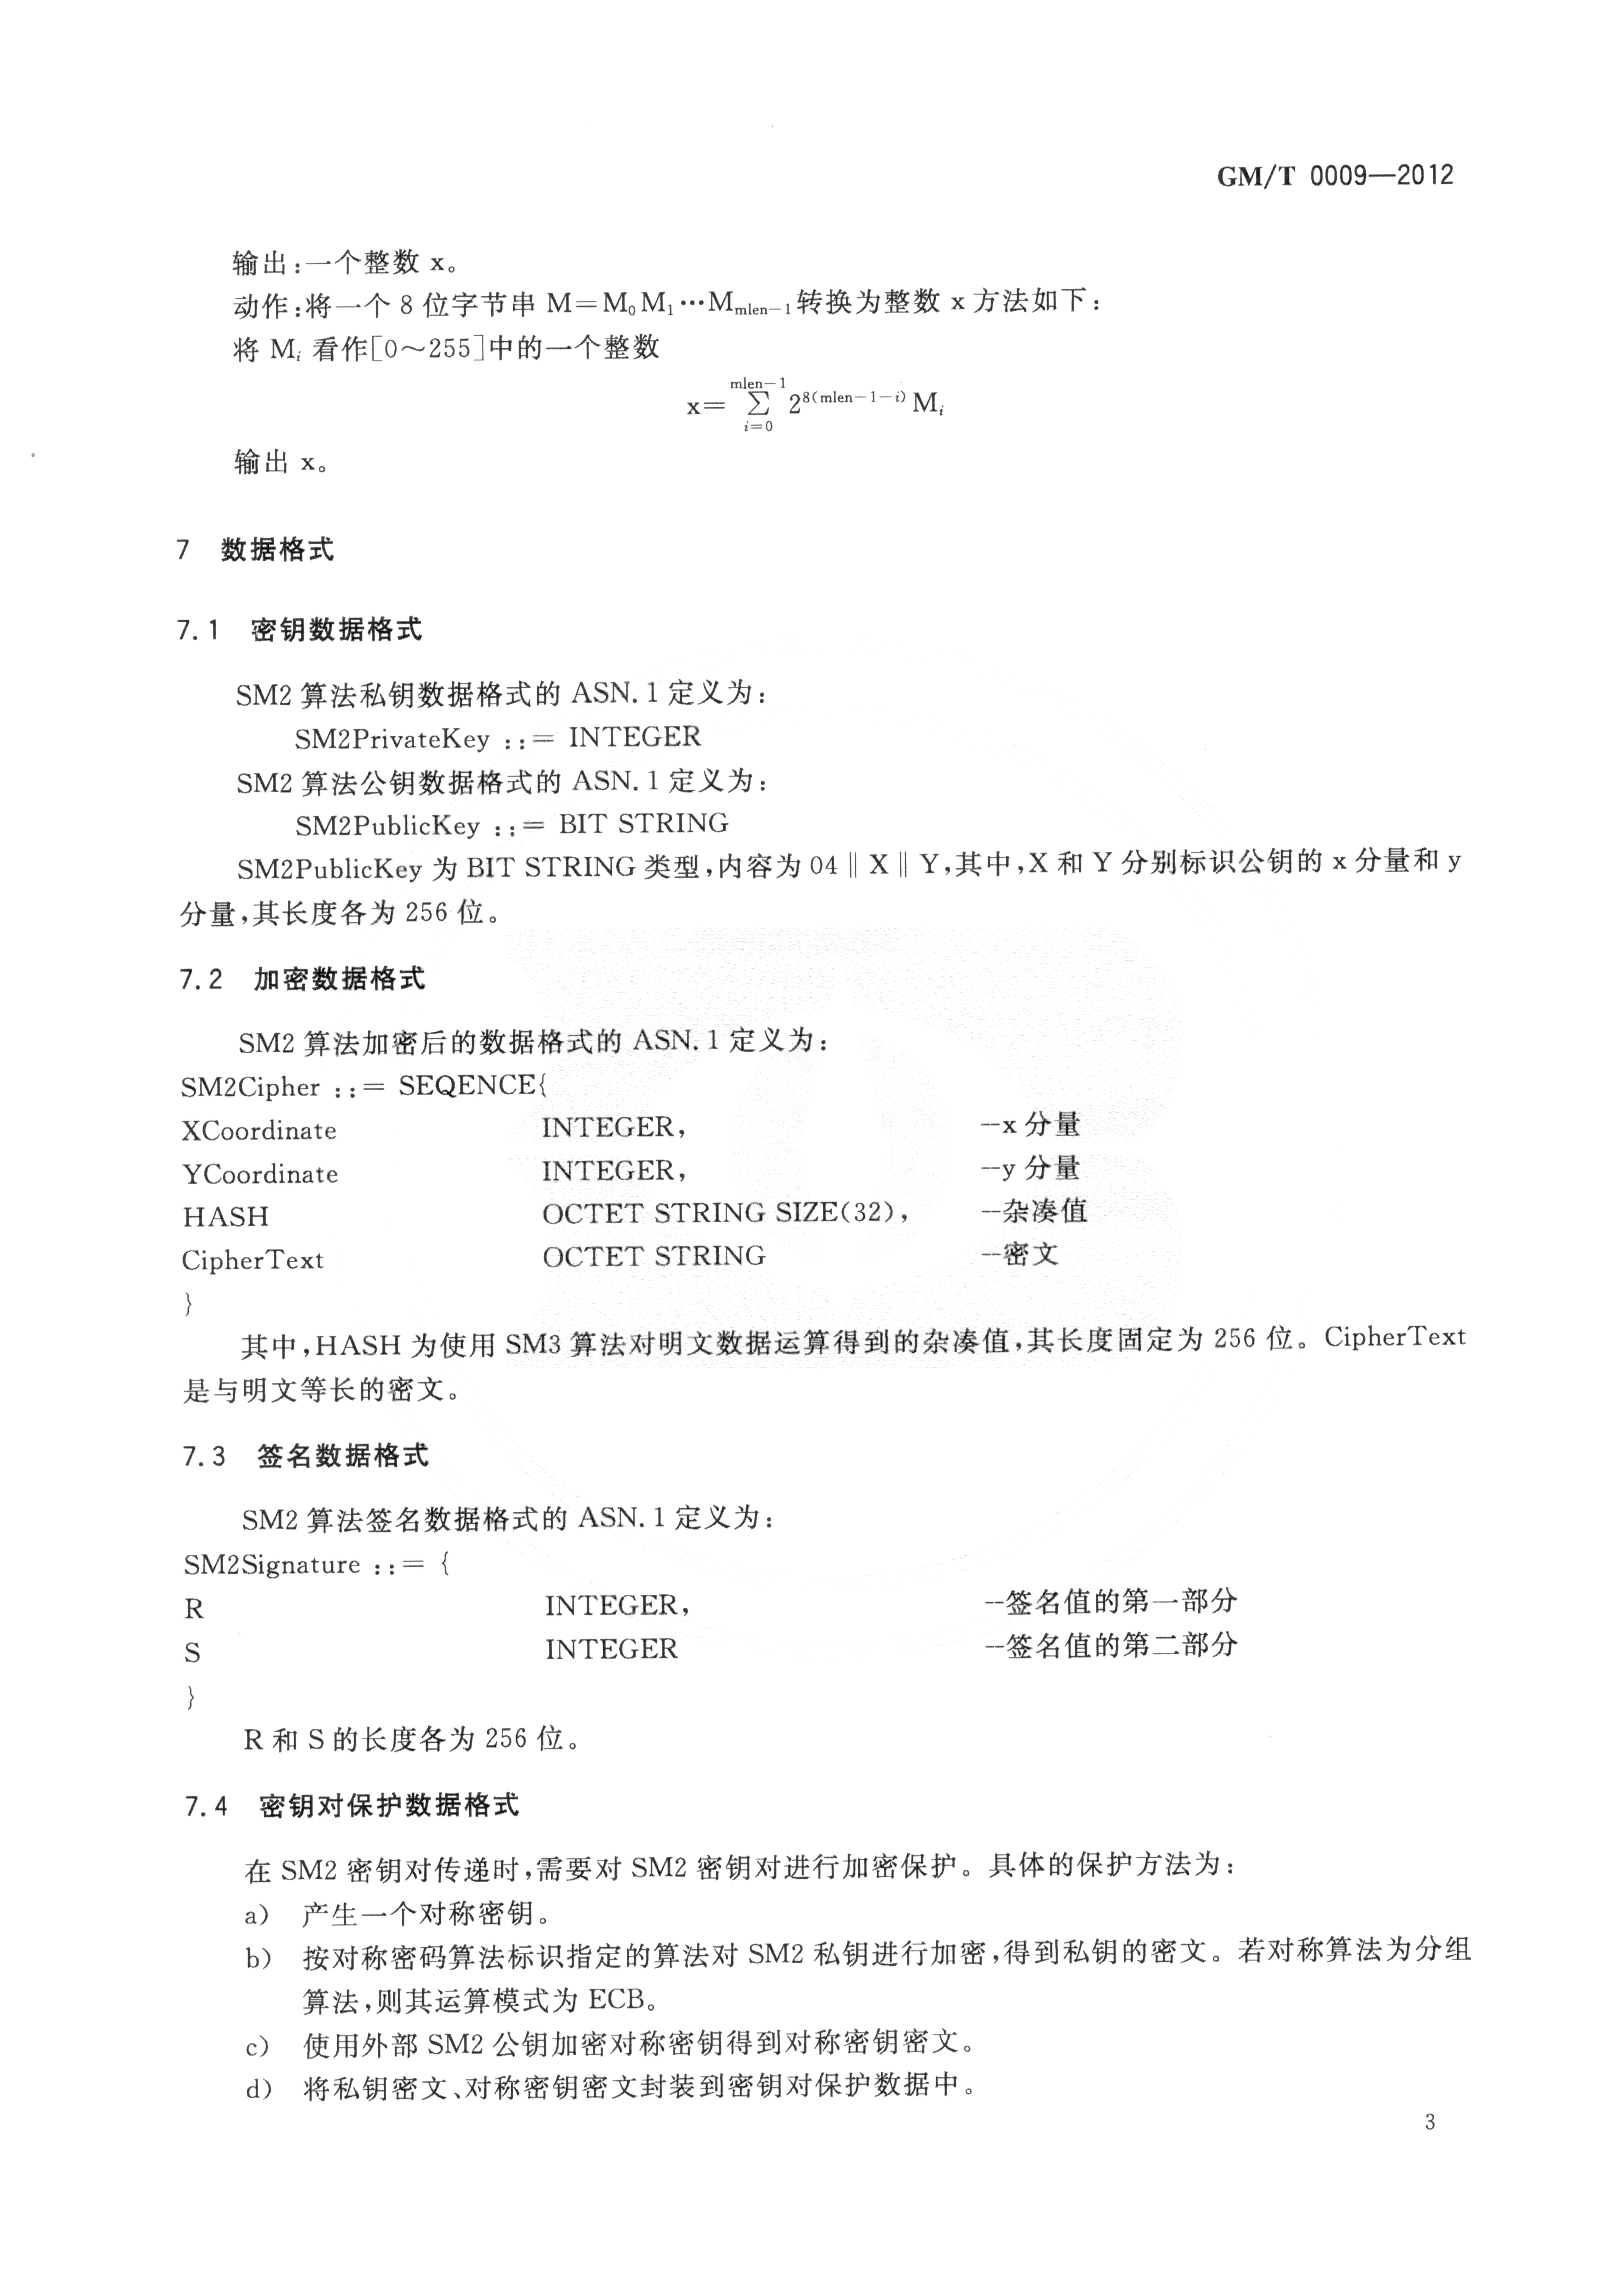 GM/T 0009—2012
输出:一个整数 x。
动作:将一个 8 位字节串 M=M₀M₁…Mₘₗₑₙ₋₁转换为整数 x 方法如下:
将 Mᵢ 看作[0～255]中的一个整数
x= mlen−1 ∑ i=0 2^8(mlen−1−i) Mᵢ
输出 x。
7 数据格式
7.1 密钥数据格式
SM2 算法私钥数据格式的 ASN.1 定义为:
SM2PrivateKey ::= INTEGER
SM2 算法公钥数据格式的 ASN.1 定义为:
SM2PublicKey ::= BIT STRING
SM2PublicKey 为 BIT STRING 类型,内容为 04‖X‖Y,其中,X 和 Y 分别标识公钥的 x 分量和 y
分量,其长度各为 256 位。
7.2 加密数据格式
SM2 算法加密后的数据格式的 ASN.1 定义为:
SM2Cipher ::= SEQENCE{
XCoordinate INTEGER, --x 分量
YCoordinate INTEGER, --y 分量
HASH OCTET STRING SIZE(32), --杂凑值
CipherText OCTET STRING --密文
}
其中,HASH 为使用 SM3 算法对明文数据运算得到的杂凑值,其长度固定为 256 位。CipherText
是与明文等长的密文。
7.3 签名数据格式
SM2 算法签名数据格式的 ASN.1 定义为:
SM2Signature ::= {
R INTEGER, --签名值的第一部分
S INTEGER --签名值的第二部分
}
R 和 S 的长度各为 256 位。
7.4 密钥对保护数据格式
在 SM2 密钥对传递时,需要对 SM2 密钥对进行加密保护。具体的保护方法为:
a) 产生一个对称密钥。
b) 按对称密码算法标识指定的算法对 SM2 私钥进行加密,得到私钥的密文。若对称算法为分组
算法,则其运算模式为 ECB。
c) 使用外部 SM2 公钥加密对称密钥得到对称密钥密文。
d) 将私钥密文、对称密钥密文封装到密钥对保护数据中。
3